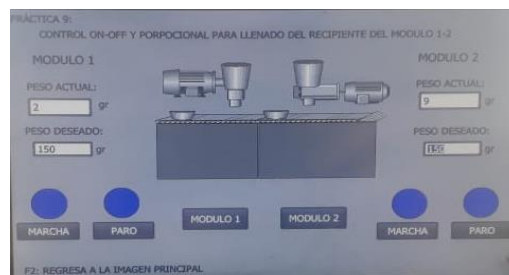 PRÁCTICA 9:
CONTROL ON-OFF Y PORPOCIONAL PARA LLENADO DEL RECIPIENTE DEL MODULO 1-2
MODULO 1
MODULO 2
PESO ACTUAL:
2 gr
PESO ACTUAL:
9 gr
PESO DESEADO:
150 gr
PESO DESEADO:
150 gr
MODULO 1
MODULO 2
MARCHA
PARO
MARCHA
PARO
F2: REGRESA A LA IMAGEN PRINCIPAL